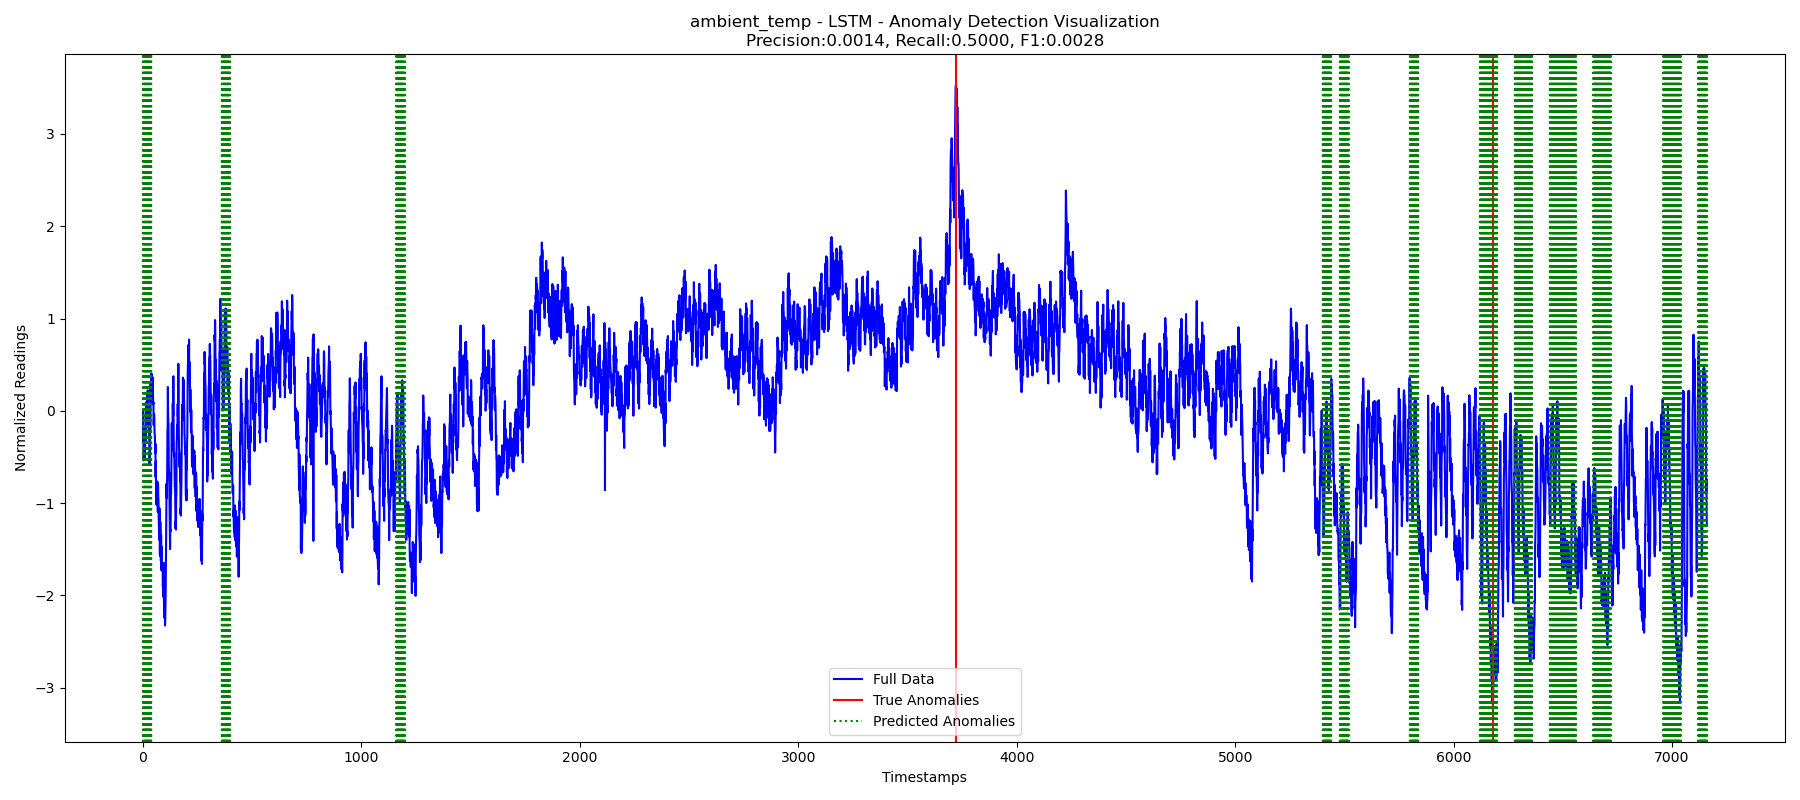 ambient_temp - LSTM - Anomaly Detection Visualization
Precision:0.0014, Recall:0.5000, F1:0.0028
Normalized Readings
3
2
1
0
−1
−2
−3
Full Data
True Anomalies
Predicted Anomalies
0 1000 2000 3000 4000 5000 6000 7000
Timestamps